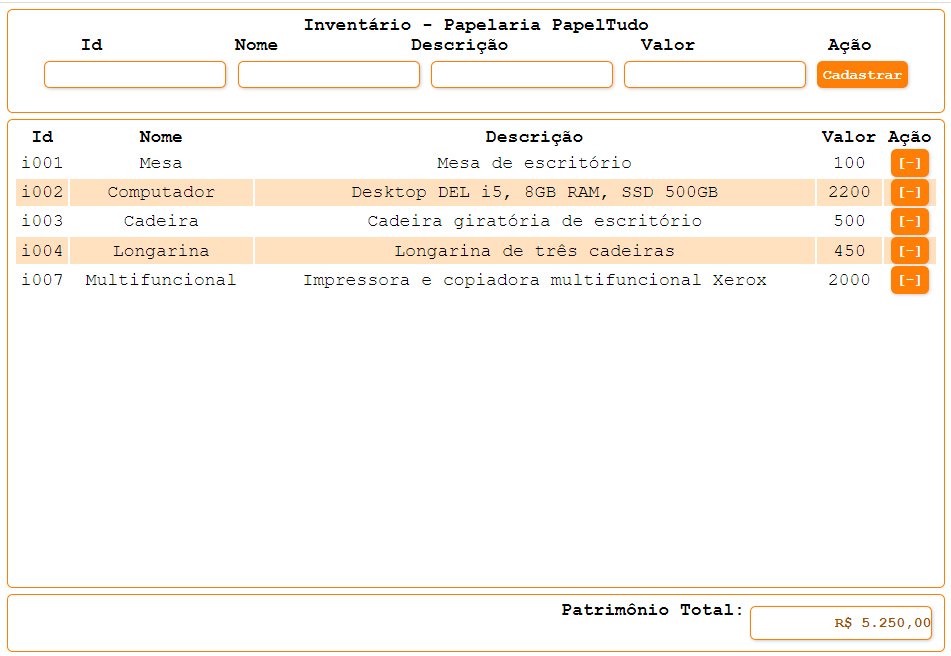 Inventário - Papelaria PapelTudo
Id Nome Descrição Valor Ação
Cadastrar
Id Nome Descrição Valor Ação
i001 Mesa Mesa de escritório 100 [-]
i002 Computador Desktop DEL i5, 8GB RAM, SSD 500GB 2200 [-]
i003 Cadeira Cadeira giratória de escritório 500 [-]
i004 Longarina Longarina de três cadeiras 450 [-]
i007 Multifuncional Impressora e copiadora multifuncional Xerox 2000 [-]
Patrimônio Total: R$ 5.250,00